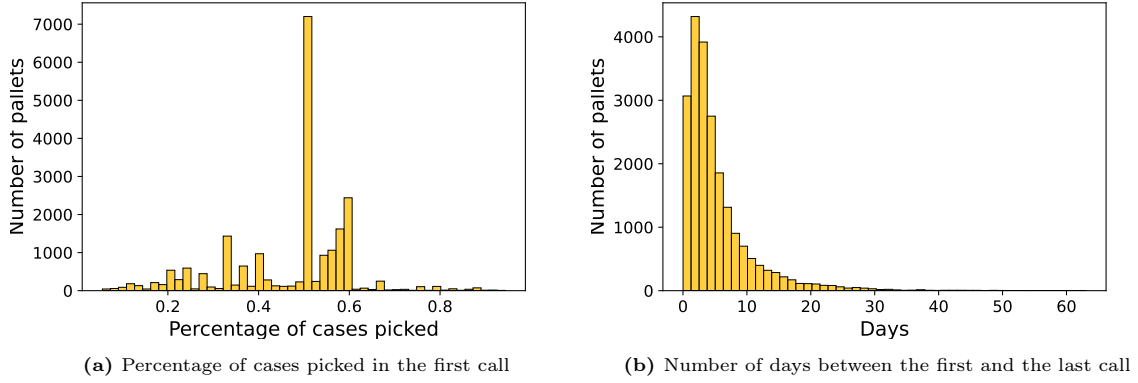 7000
6000
5000
4000
3000
2000
1000
0
Number of pallets
0.2 0.4 0.6 0.8
Percentage of cases picked
(a) Percentage of cases picked in the first call
4000
3000
2000
1000
0
Number of pallets
0 10 20 30 40 50 60
Days
(b) Number of days between the first and the last call